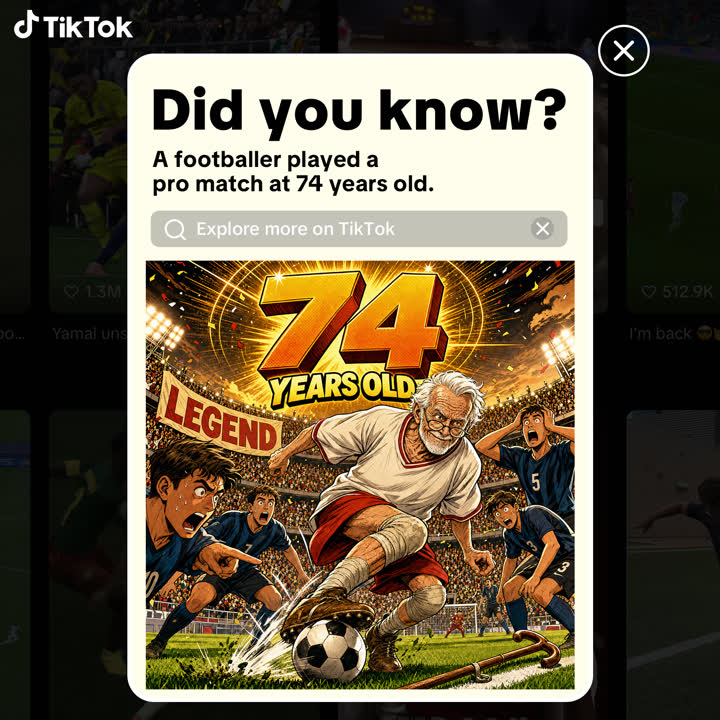 TikTok
Did you know?
A footballer played a
pro match at 74 years old.
Explore more on TikTok
74
YEARS OLD
LEGEND
5
3
1.3M
512.9K
Yamal uns
I'm back